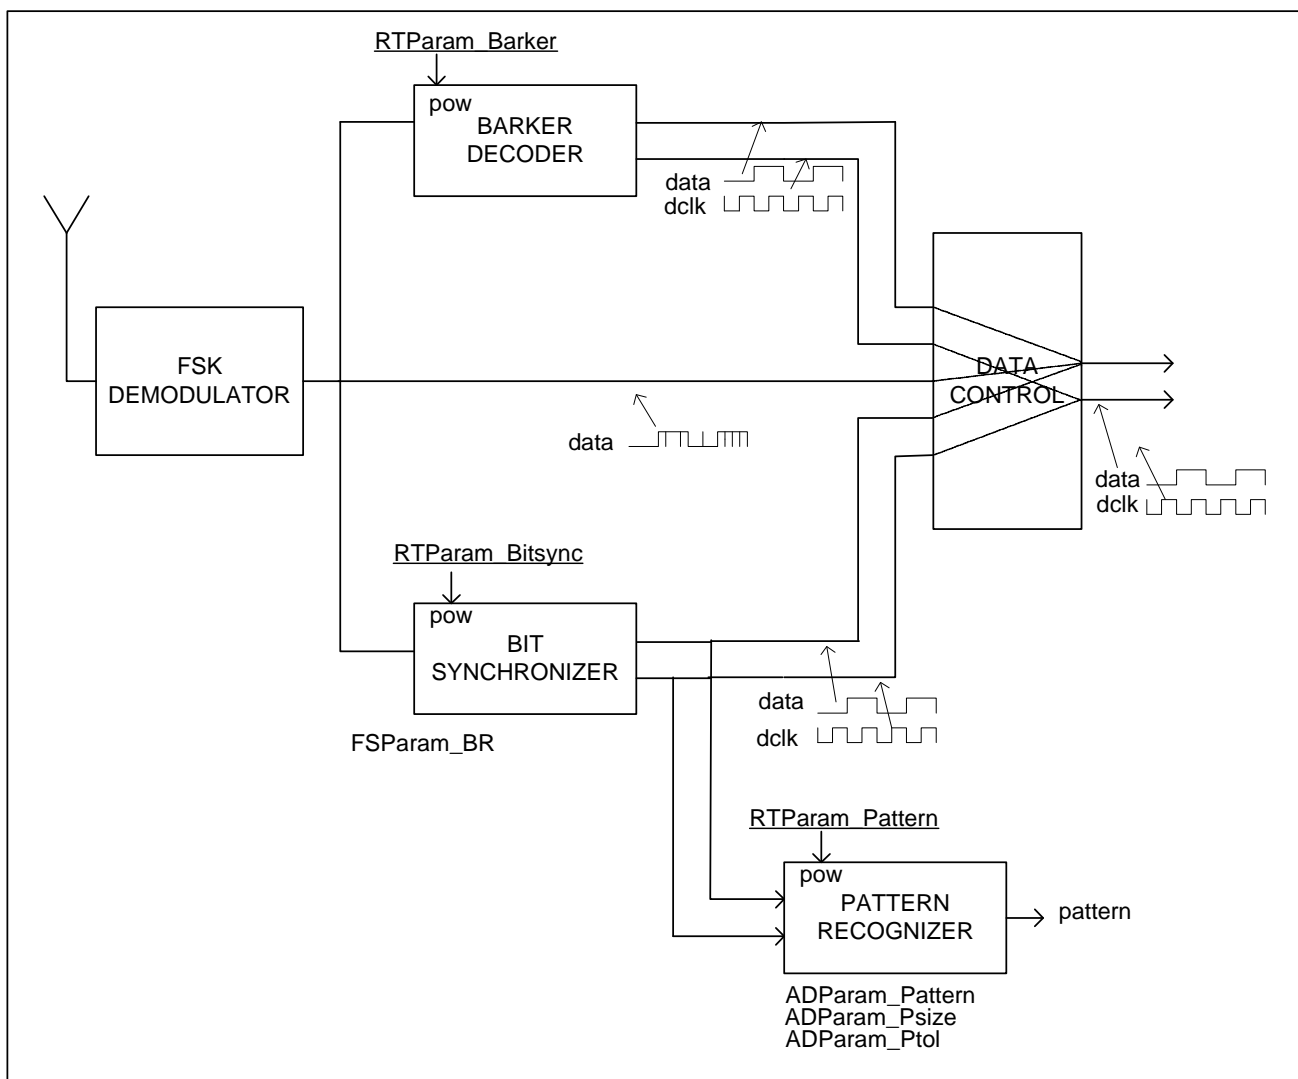 RTParam_Barker
pow
BARKER
DECODER
data
dclk
FSK
DEMODULATOR
DATA
CONTROL
data
data
dclk
RTParam_Bitsync
pow
BIT
SYNCHRONIZER
data
dclk
FSParam_BR
RTParam_Pattern
pow
PATTERN
RECOGNIZER
pattern
ADParam_Pattern
ADParam_Psize
ADParam_Ptol